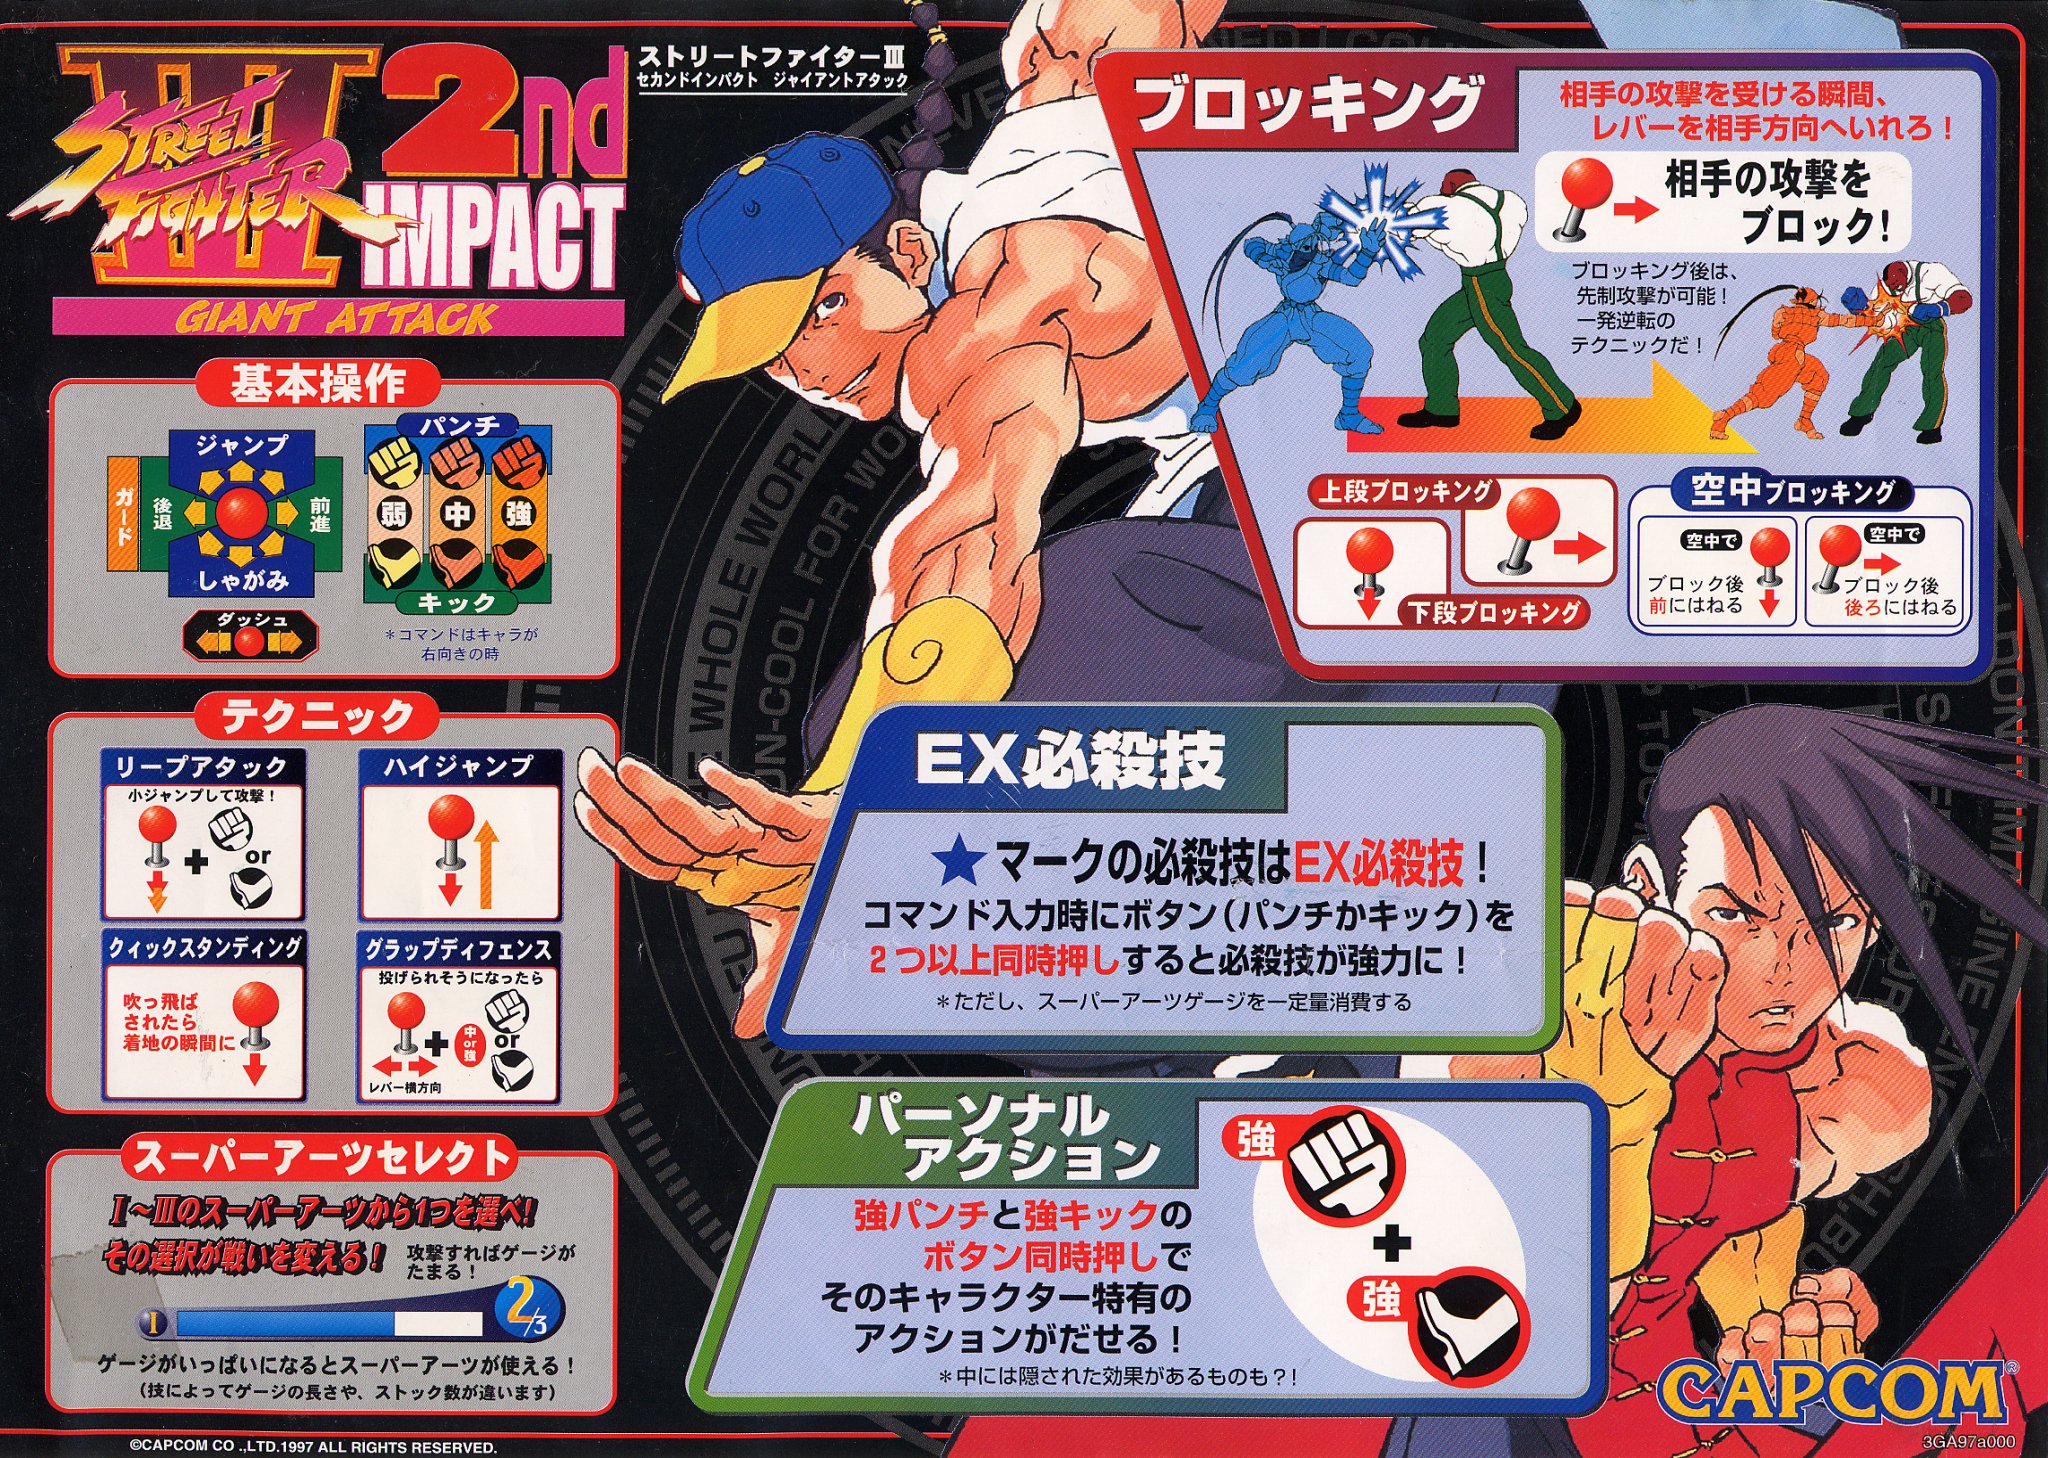 STREET FIGHTER III
2nd IMPACT
GIANT ATTACK
ストリートファイターⅢ
セカンドインパクト ジャイアントアタック
基本操作
ジャンプ
ガード
後退
前進
しゃがみ
ダッシュ
パンチ
弱 中 強
キック
＊コマンドはキャラが
右向きの時
テクニック
リープアタック
小ジャンプして攻撃！
+
or
ハイジャンプ
クイックスタンディング
吹っ飛ば
されたら
着地の瞬間に
グラップディフェンス
投げられそうになったら
+
中or強
or
レバー横方向
スーパーアーツセレクト
Ⅰ〜Ⅲのスーパーアーツから1つを選べ!
その選択が戦いを変える！
攻撃すればゲージが
たまる！
Ⅰ
2/3
ゲージがいっぱいになるとスーパーアーツが使える！
（技によってゲージの長さや、ストック数が違います）
ブロッキング
相手の攻撃を受ける瞬間、
レバーを相手方向へいれろ！
相手の攻撃を
ブロック!
ブロッキング後は、
先制攻撃が可能！
一発逆転の
テクニックだ！
上段ブロッキング
下段ブロッキング
空中ブロッキング
空中で
ブロック後
前にはねる
空中で
ブロック後
後ろにはねる
EX必殺技
★マークの必殺技はEX必殺技！
コマンド入力時にボタン（パンチかキック）を
2つ以上同時押しすると必殺技が強力に！
＊ただし、スーパーアーツゲージを一定量消費する
パーソナル
アクション
強パンチと強キックの
ボタン同時押しで
そのキャラクター特有の
アクションがだせる！
＊中には隠された効果があるものも？!
強
+
強
CAPCOM®
3GA97a000
©CAPCOM CO .,LTD.1997 ALL RIGHTS RESERVED.